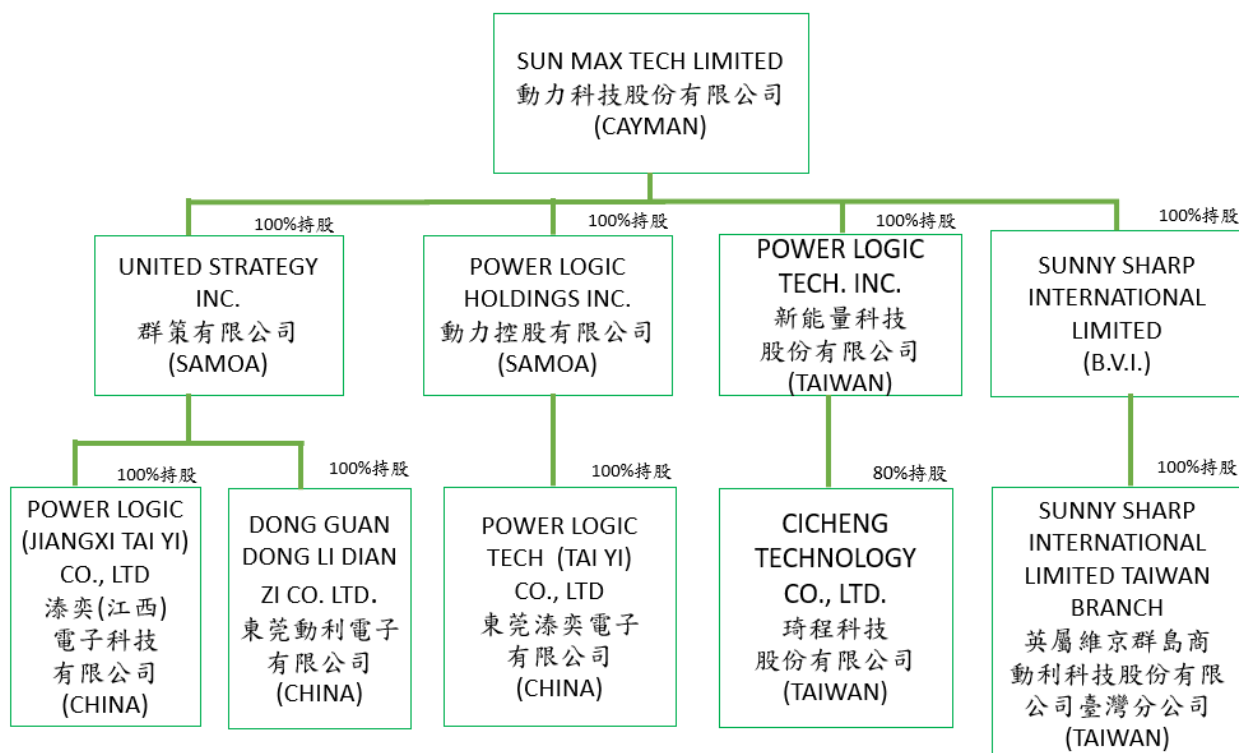 SUN MAX TECH LIMITED
動力科技股份有限公司
(CAYMAN)
100%持股
UNITED STRATEGY
INC.
群策有限公司
(SAMOA)
100%持股
POWER LOGIC
HOLDINGS INC.
動力控股有限公司
(SAMOA)
100%持股
POWER LOGIC
TECH. INC.
新能量科技
股份有限公司
(TAIWAN)
100%持股
SUNNY SHARP
INTERNATIONAL
LIMITED
(B.V.I.)
100%持股
POWER LOGIC
(JIANGXI TAI YI)
CO., LTD
漆奕(江西)
電子科技
有限公司
(CHINA)
100%持股
DONG GUAN
DONG LI DIAN
ZI CO. LTD.
東莞動利電子
有限公司
(CHINA)
100%持股
POWER LOGIC
TECH (TAI YI)
CO., LTD
東莞漆奕電子
有限公司
(CHINA)
80%持股
CICHENG
TECHNOLOGY
CO., LTD.
琦程科技
股份有限公司
(TAIWAN)
100%持股
SUNNY SHARP
INTERNATIONAL
LIMITED TAIWAN
BRANCH
英屬維京群島商
動利科技股份有限
公司臺灣分公司
(TAIWAN)